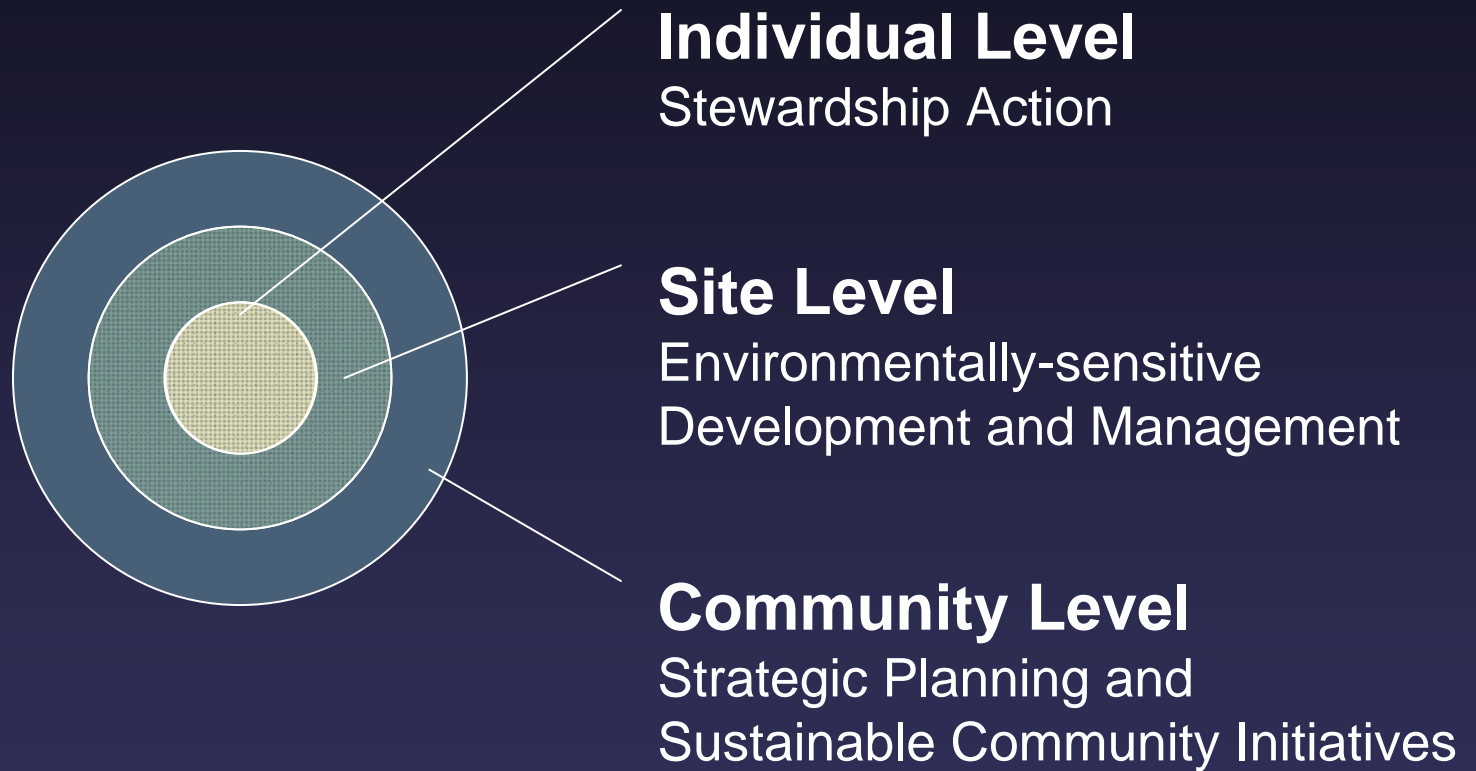 Individual Level
Stewardship Action
Site Level
Environmentally-sensitive
Development and Management
Community Level
Strategic Planning and
Sustainable Community Initiatives